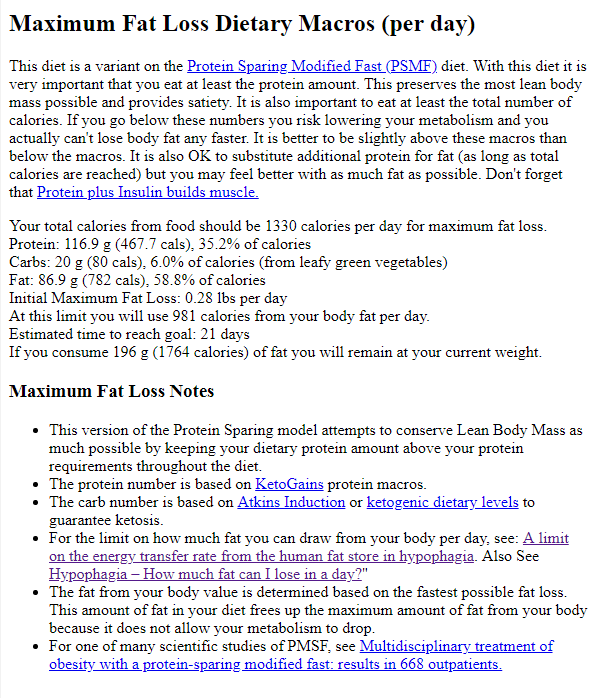 Maximum Fat Loss Dietary Macros (per day)
This diet is a variant on the Protein Sparing Modified Fast (PSMF) diet. With this diet it is
very important that you eat at least the protein amount. This preserves the most lean body
mass possible and provides satiety. It is also important to eat at least the total number of
calories. If you go below these numbers you risk lowering your metabolism and you
actually can't lose body fat any faster. It is better to be slightly above these macros than
below the macros. It is also OK to substitute additional protein for fat (as long as total
calories are reached) but you may feel better with as much fat as possible. Don't forget
that Protein plus Insulin builds muscle.
Your total calories from food should be 1330 calories per day for maximum fat loss.
Protein: 116.9 g (467.7 cals), 35.2% of calories
Carbs: 20 g (80 cals), 6.0% of calories (from leafy green vegetables)
Fat: 86.9 g (782 cals), 58.8% of calories
Initial Maximum Fat Loss: 0.28 lbs per day
At this limit you will use 981 calories from your body fat per day.
Estimated time to reach goal: 21 days
If you consume 196 g (1764 calories) of fat you will remain at your current weight.
Maximum Fat Loss Notes
• This version of the Protein Sparing model attempts to conserve Lean Body Mass as
much possible by keeping your dietary protein amount above your protein
requirements throughout the diet.
• The protein number is based on KetoGains protein macros.
• The carb number is based on Atkins Induction or ketogenic dietary levels to
guarantee ketosis.
• For the limit on how much fat you can draw from your body per day, see: A limit
on the energy transfer rate from the human fat store in hypophagia. Also See
Hypophagia – How much fat can I lose in a day?"
• The fat from your body value is determined based on the fastest possible fat loss.
This amount of fat in your diet frees up the maximum amount of fat from your body
because it does not allow your metabolism to drop.
• For one of many scientific studies of PMSF, see Multidisciplinary treatment of
obesity with a protein-sparing modified fast: results in 668 outpatients.